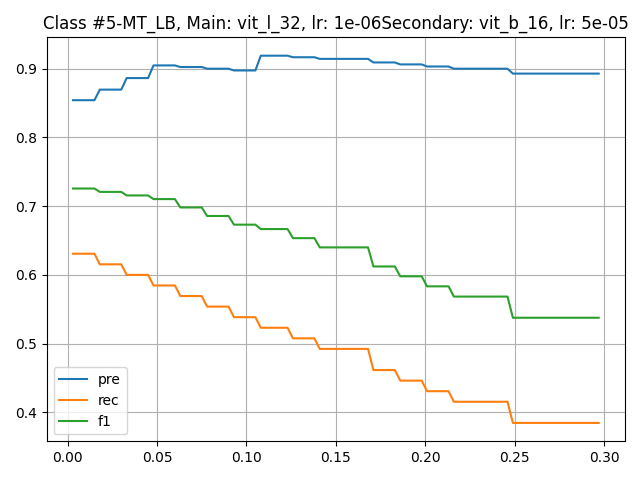 Class #5-MT_LB, Main: vit_l_32, lr: 1e-06Secondary: vit_b_16, lr: 5e-05
0.9
0.8
0.7
0.6
0.5
0.4
pre
rec
f1
0.00 0.05 0.10 0.15 0.20 0.25 0.30